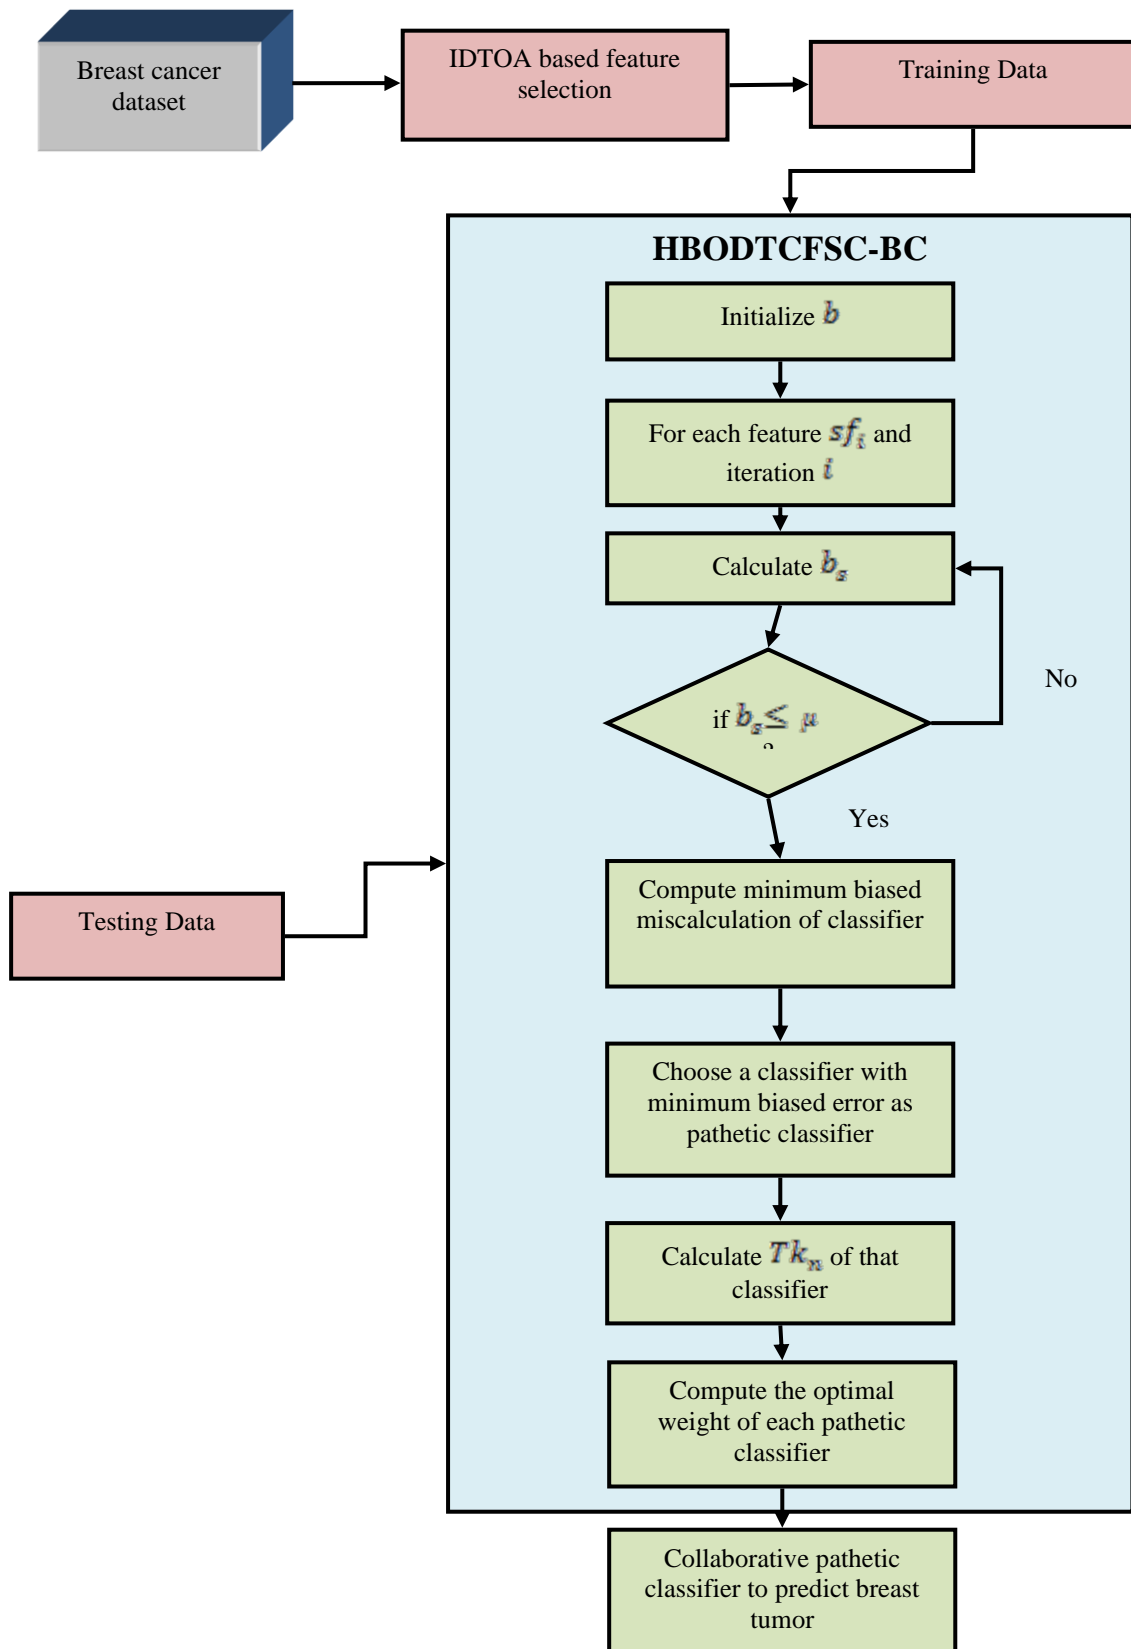 Breast cancer
dataset
IDTOA based feature
selection
Training Data
HBODTCFSC-BC
Initialize b
For each feature sf_i and
iteration i
Calculate b_s
No
if b_s ≤ μ
?
Yes
Testing Data
Compute minimum biased
miscalculation of classifier
Choose a classifier with
minimum biased error as
pathetic classifier
Calculate Tk_n of that
classifier
Compute the optimal
weight of each pathetic
classifier
Collaborative pathetic
classifier to predict breast
tumor